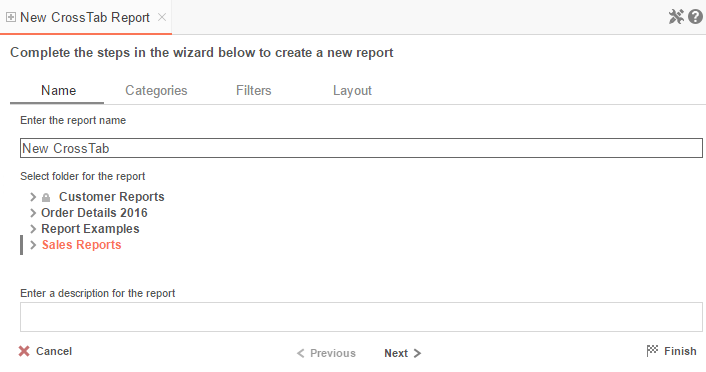 New CrossTab Report
Complete the steps in the wizard below to create a new report
Name Categories Filters Layout
Enter the report name
New CrossTab
Select folder for the report
Customer Reports
Order Details 2016
Report Examples
Sales Reports
Enter a description for the report
Cancel Previous Next Finish